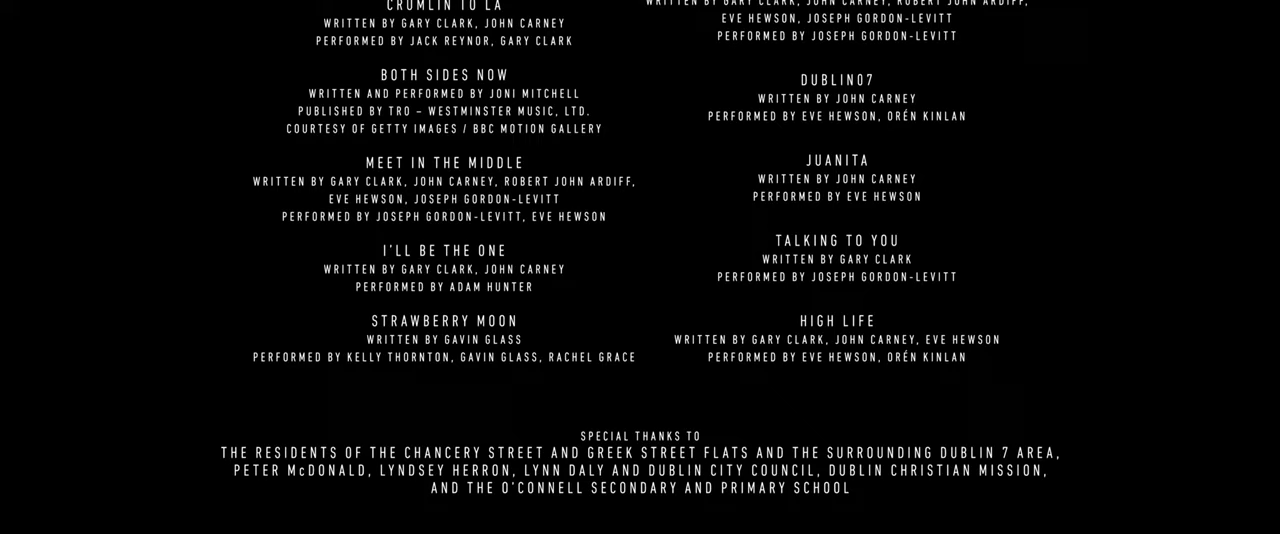 CRUMLIN TO LA
WRITTEN BY GARY CLARK, JOHN CARNEY
PERFORMED BY JACK REYNOR, GARY CLARK
BOTH SIDES NOW
WRITTEN AND PERFORMED BY JONI MITCHELL
PUBLISHED BY TRO – WESTMINSTER MUSIC, LTD.
COURTESY OF GETTY IMAGES / BBC MOTION GALLERY
MEET IN THE MIDDLE
WRITTEN BY GARY CLARK, JOHN CARNEY, ROBERT JOHN ARDIFF,
EVE HEWSON, JOSEPH GORDON-LEVITT
PERFORMED BY JOSEPH GORDON-LEVITT, EVE HEWSON
I'LL BE THE ONE
WRITTEN BY GARY CLARK, JOHN CARNEY
PERFORMED BY ADAM HUNTER
STRAWBERRY MOON
WRITTEN BY GAVIN GLASS
PERFORMED BY KELLY THORNTON, GAVIN GLASS, RACHEL GRACE
WRITTEN BY GARY CLARK, JOHN CARNEY, ROBERT JOHN ARDIFF,
EVE HEWSON, JOSEPH GORDON-LEVITT
PERFORMED BY JOSEPH GORDON-LEVITT
DUBLIN07
WRITTEN BY JOHN CARNEY
PERFORMED BY EVE HEWSON, ORÉN KINLAN
JUANITA
WRITTEN BY JOHN CARNEY
PERFORMED BY EVE HEWSON
TALKING TO YOU
WRITTEN BY GARY CLARK
PERFORMED BY JOSEPH GORDON-LEVITT
HIGH LIFE
WRITTEN BY GARY CLARK, JOHN CARNEY, EVE HEWSON
PERFORMED BY EVE HEWSON, ORÉN KINLAN
SPECIAL THANKS TO
THE RESIDENTS OF THE CHANCERY STREET AND GREEK STREET FLATS AND THE SURROUNDING DUBLIN 7 AREA,
PETER McDONALD, LYNDSEY HERRON, LYNN DALY AND DUBLIN CITY COUNCIL, DUBLIN CHRISTIAN MISSION,
AND THE O'CONNELL SECONDARY AND PRIMARY SCHOOL